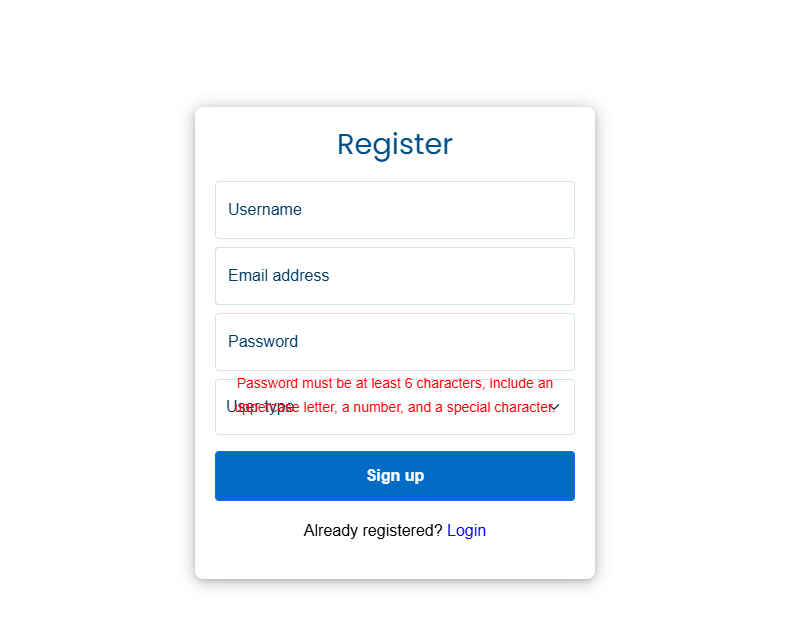 Register
Username
Email address
Password
Password must be at least 6 characters, include an
User type
uppercase letter, a number, and a special character.
Sign up
Already registered? Login